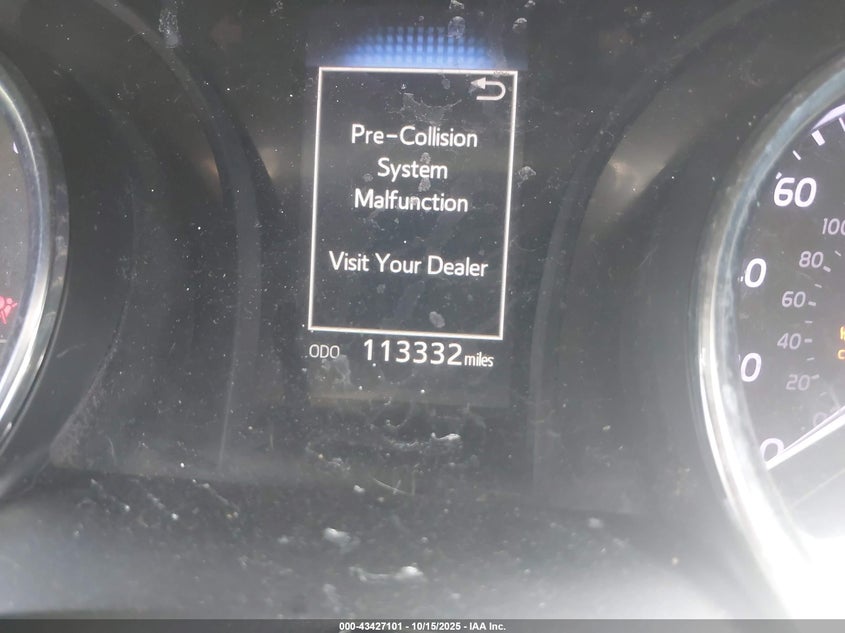 Pre-Collision
System
Malfunction
Visit Your Dealer
ODO 113332 miles
60
100
80
60
40
20
0
000-43427101 - 10/15/2025 - IAA Inc.